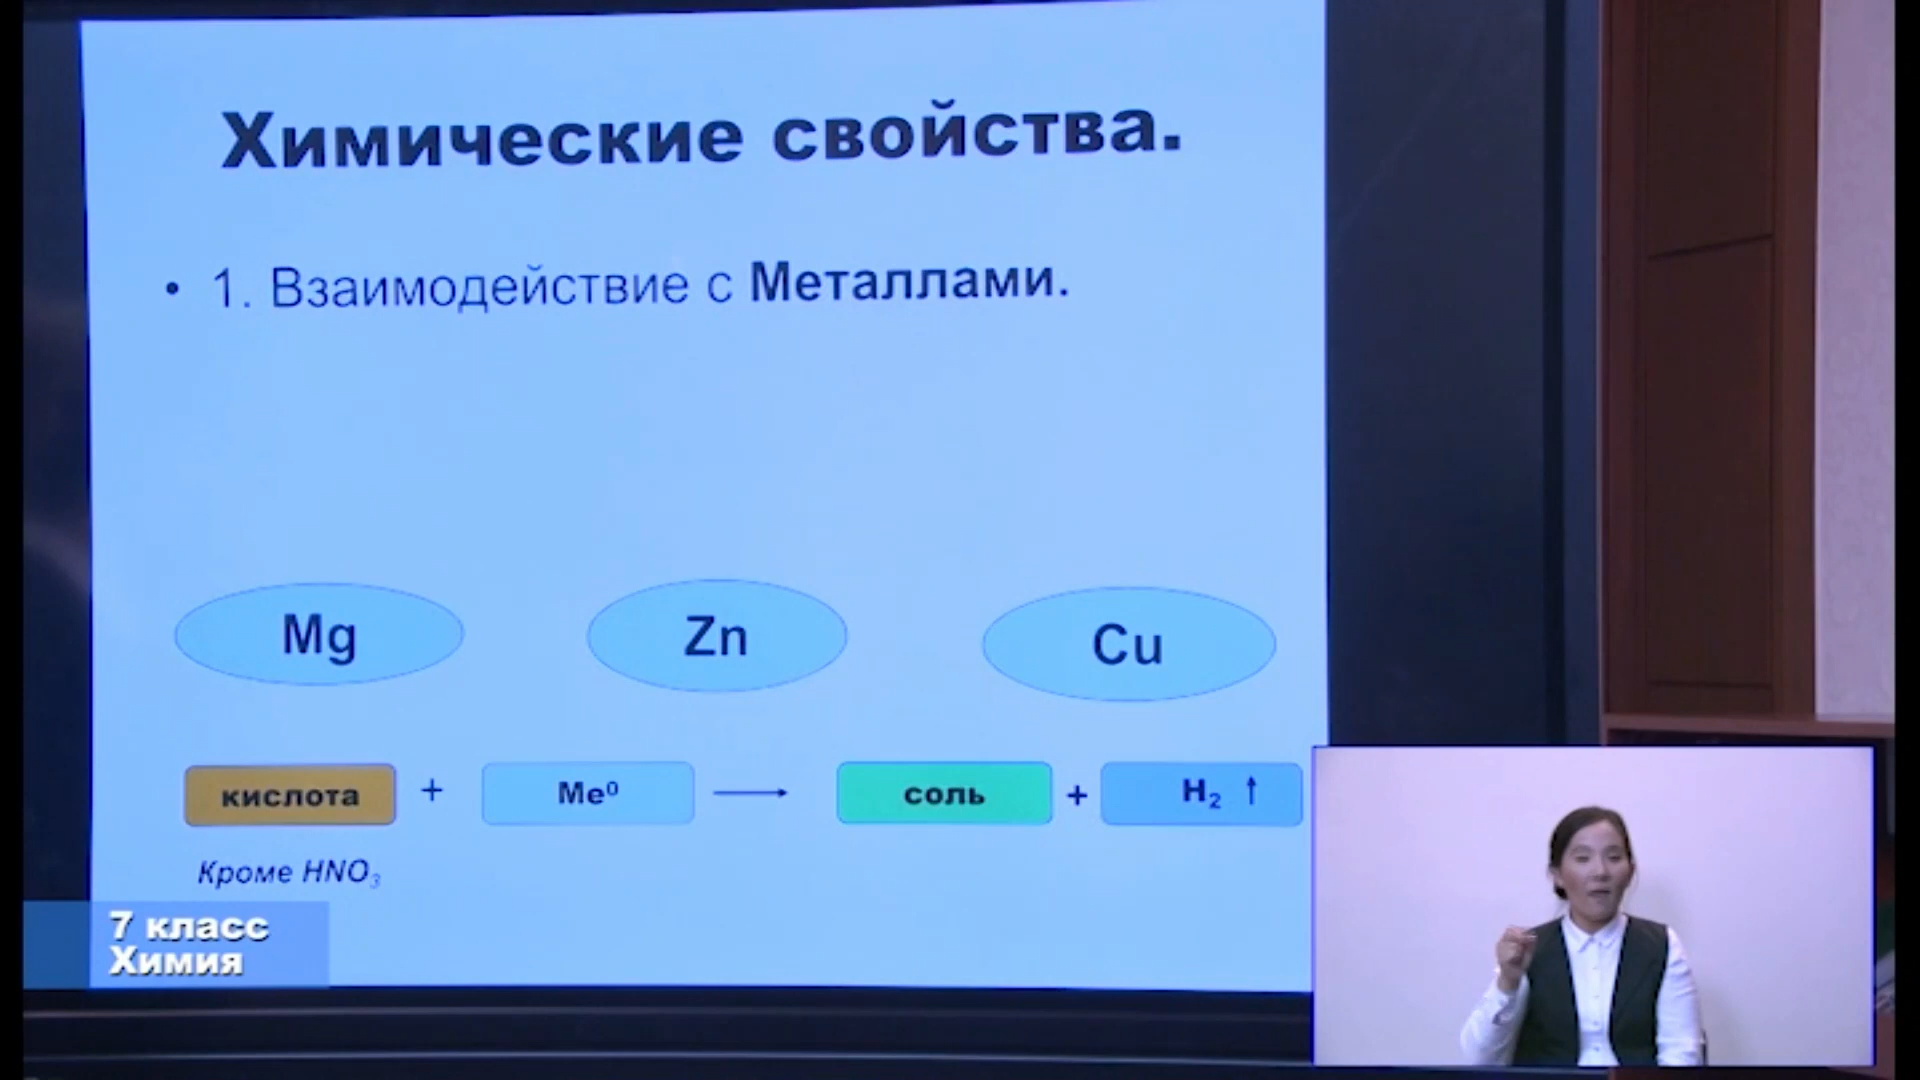 Химические свойства.
• 1. Взаимодействие с Металлами.
Mg Zn Cu
кислота + Me⁰ → соль + H₂ ↑
Кроме HNO₃
7 класс
Химия